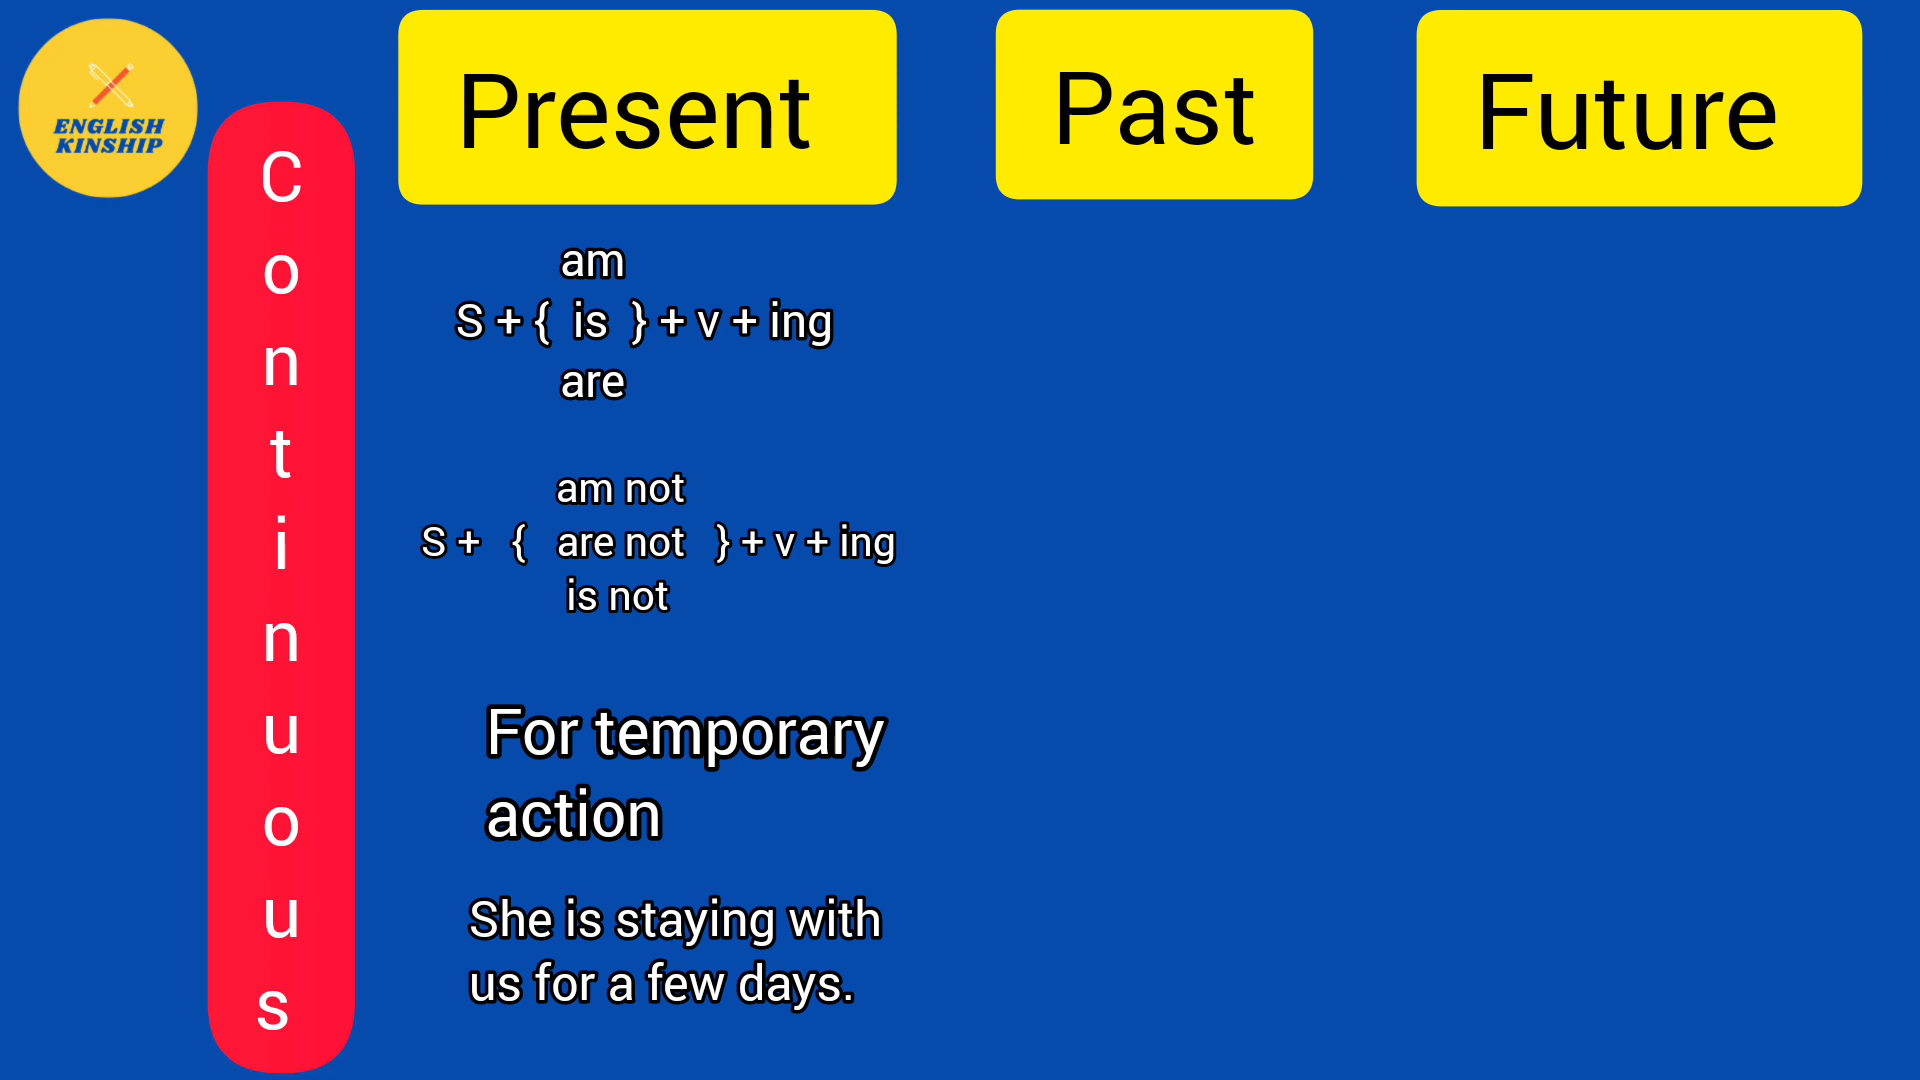 ENGLISH
KINSHIP
Continuous
Present
Past
Future
am
S + { is } + v + ing
are
am not
S + { are not } + v + ing
is not
For temporary
action
She is staying with
us for a few days.